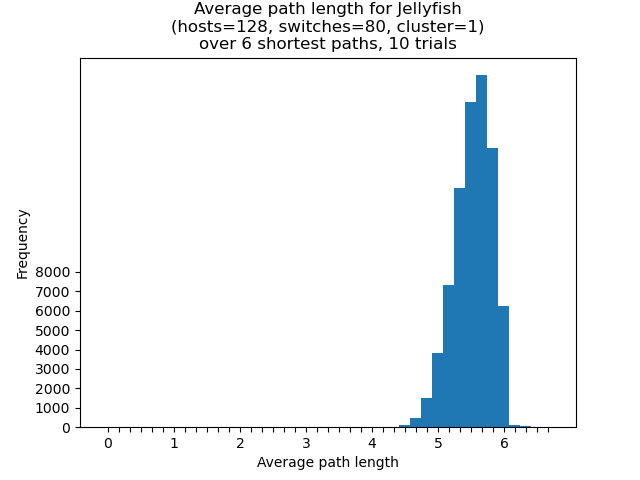 Average path length for Jellyfish
(hosts=128, switches=80, cluster=1)
over 6 shortest paths, 10 trials
Frequency
8000
7000
6000
5000
4000
3000
2000
1000
0
0 1 2 3 4 5 6
Average path length